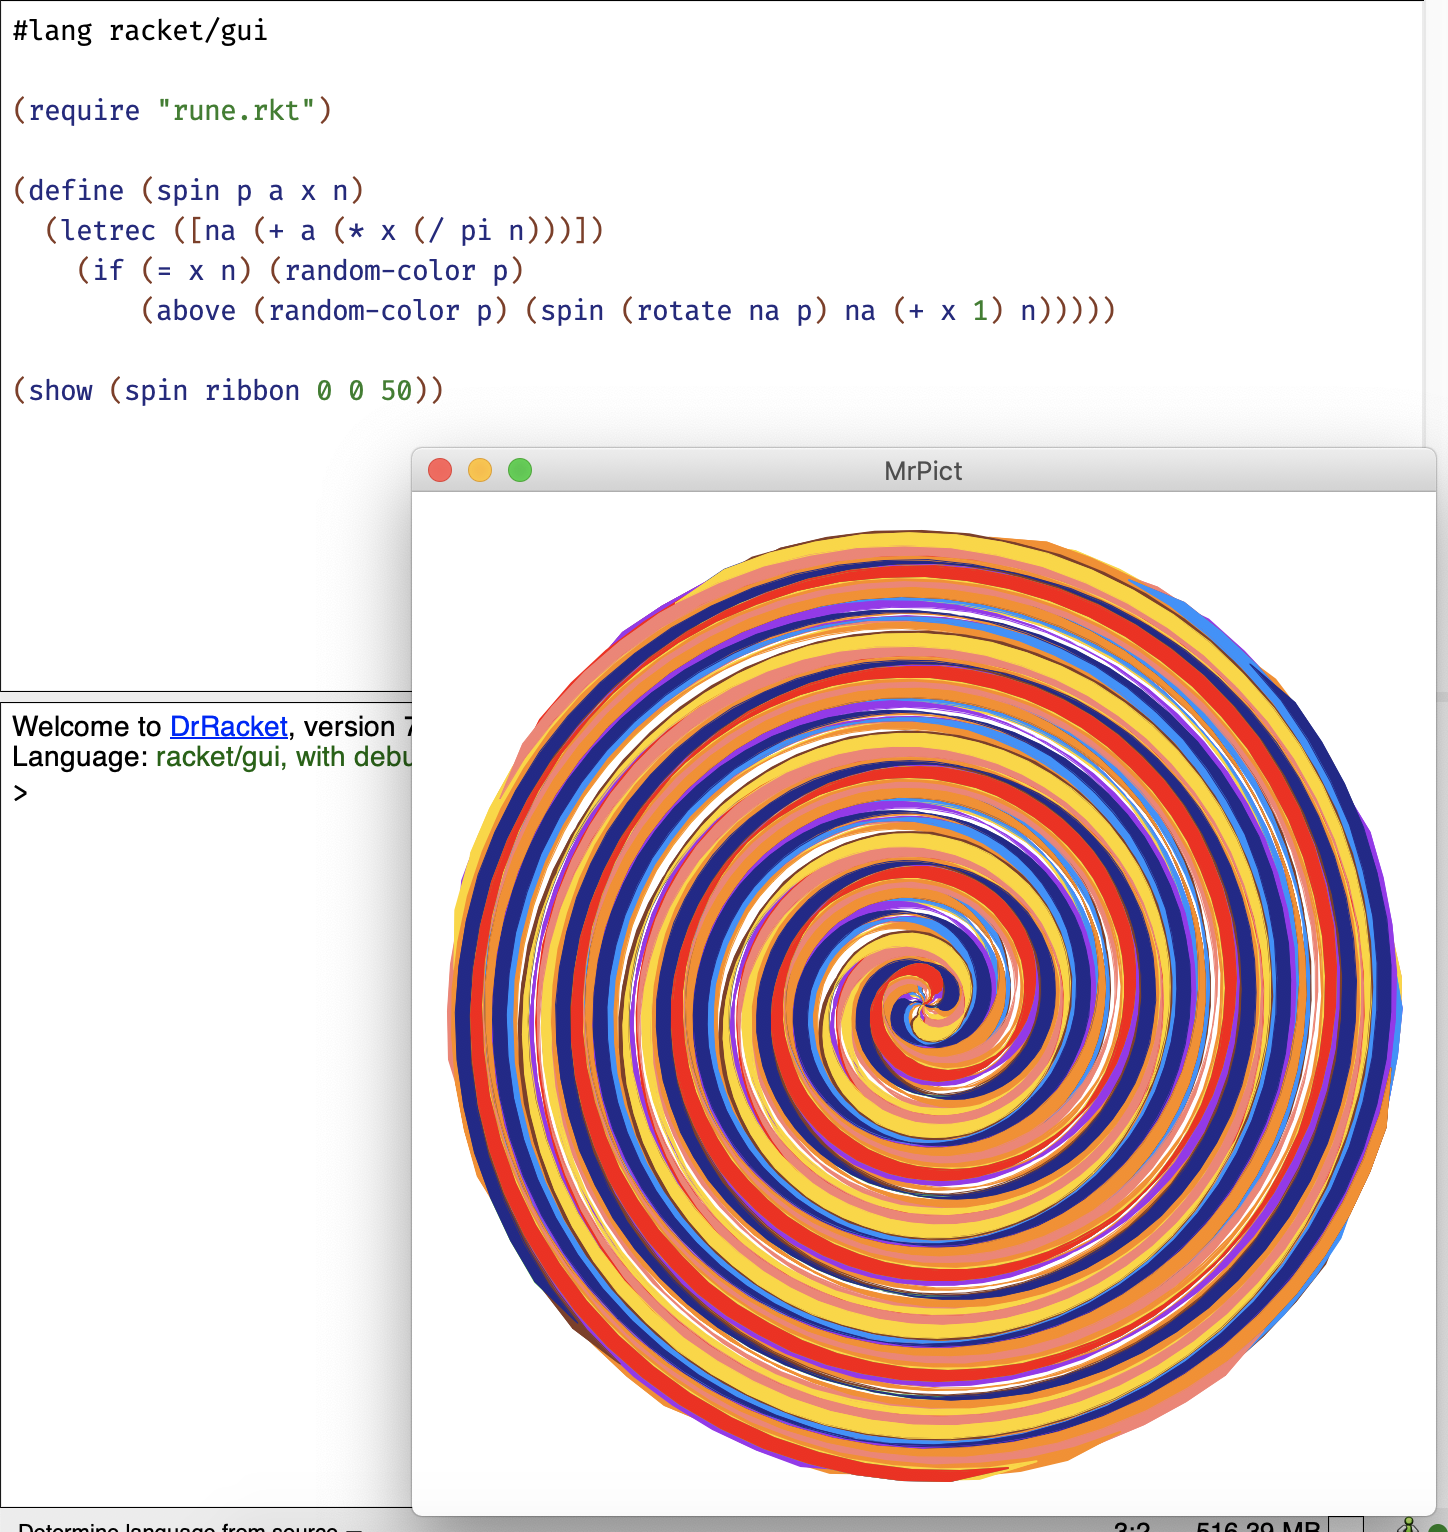 #lang racket/gui
(require "rune.rkt")
(define (spin p a x n)
  (letrec ([na (+ a (* x (/ pi n)))])
    (if (= x n) (random-color p)
        (above (random-color p) (spin (rotate na p) na (+ x 1) n)))))
(show (spin ribbon 0 0 50))
MrPict
Welcome to DrRacket, version 7
Language: racket/gui, with debu
>
Determine language from source
3:2 516.39 MB